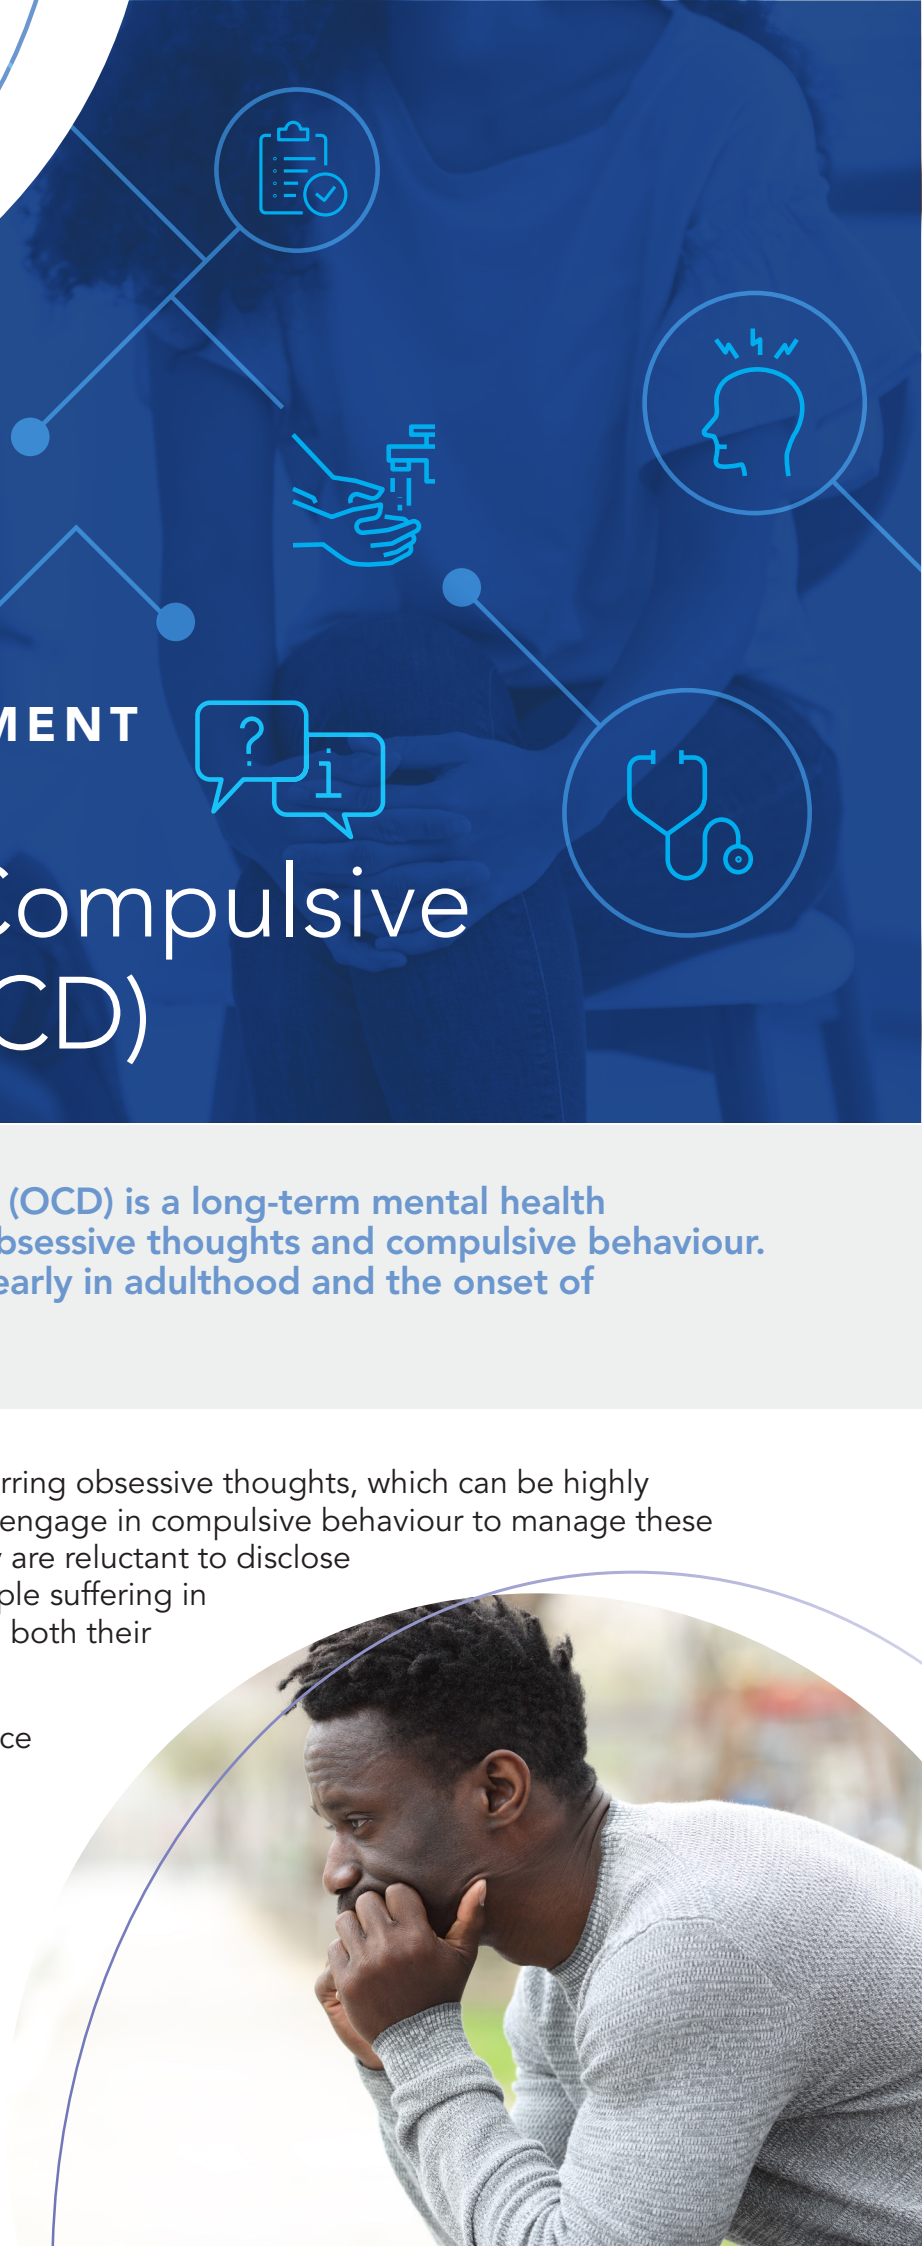 MENT
? i
Compulsive
CD)
(OCD) is a long-term mental health
bsessive thoughts and compulsive behaviour.
early in adulthood and the onset of
rring obsessive thoughts, which can be highly
engage in compulsive behaviour to manage these
are reluctant to disclose
ple suffering in
both their
ce